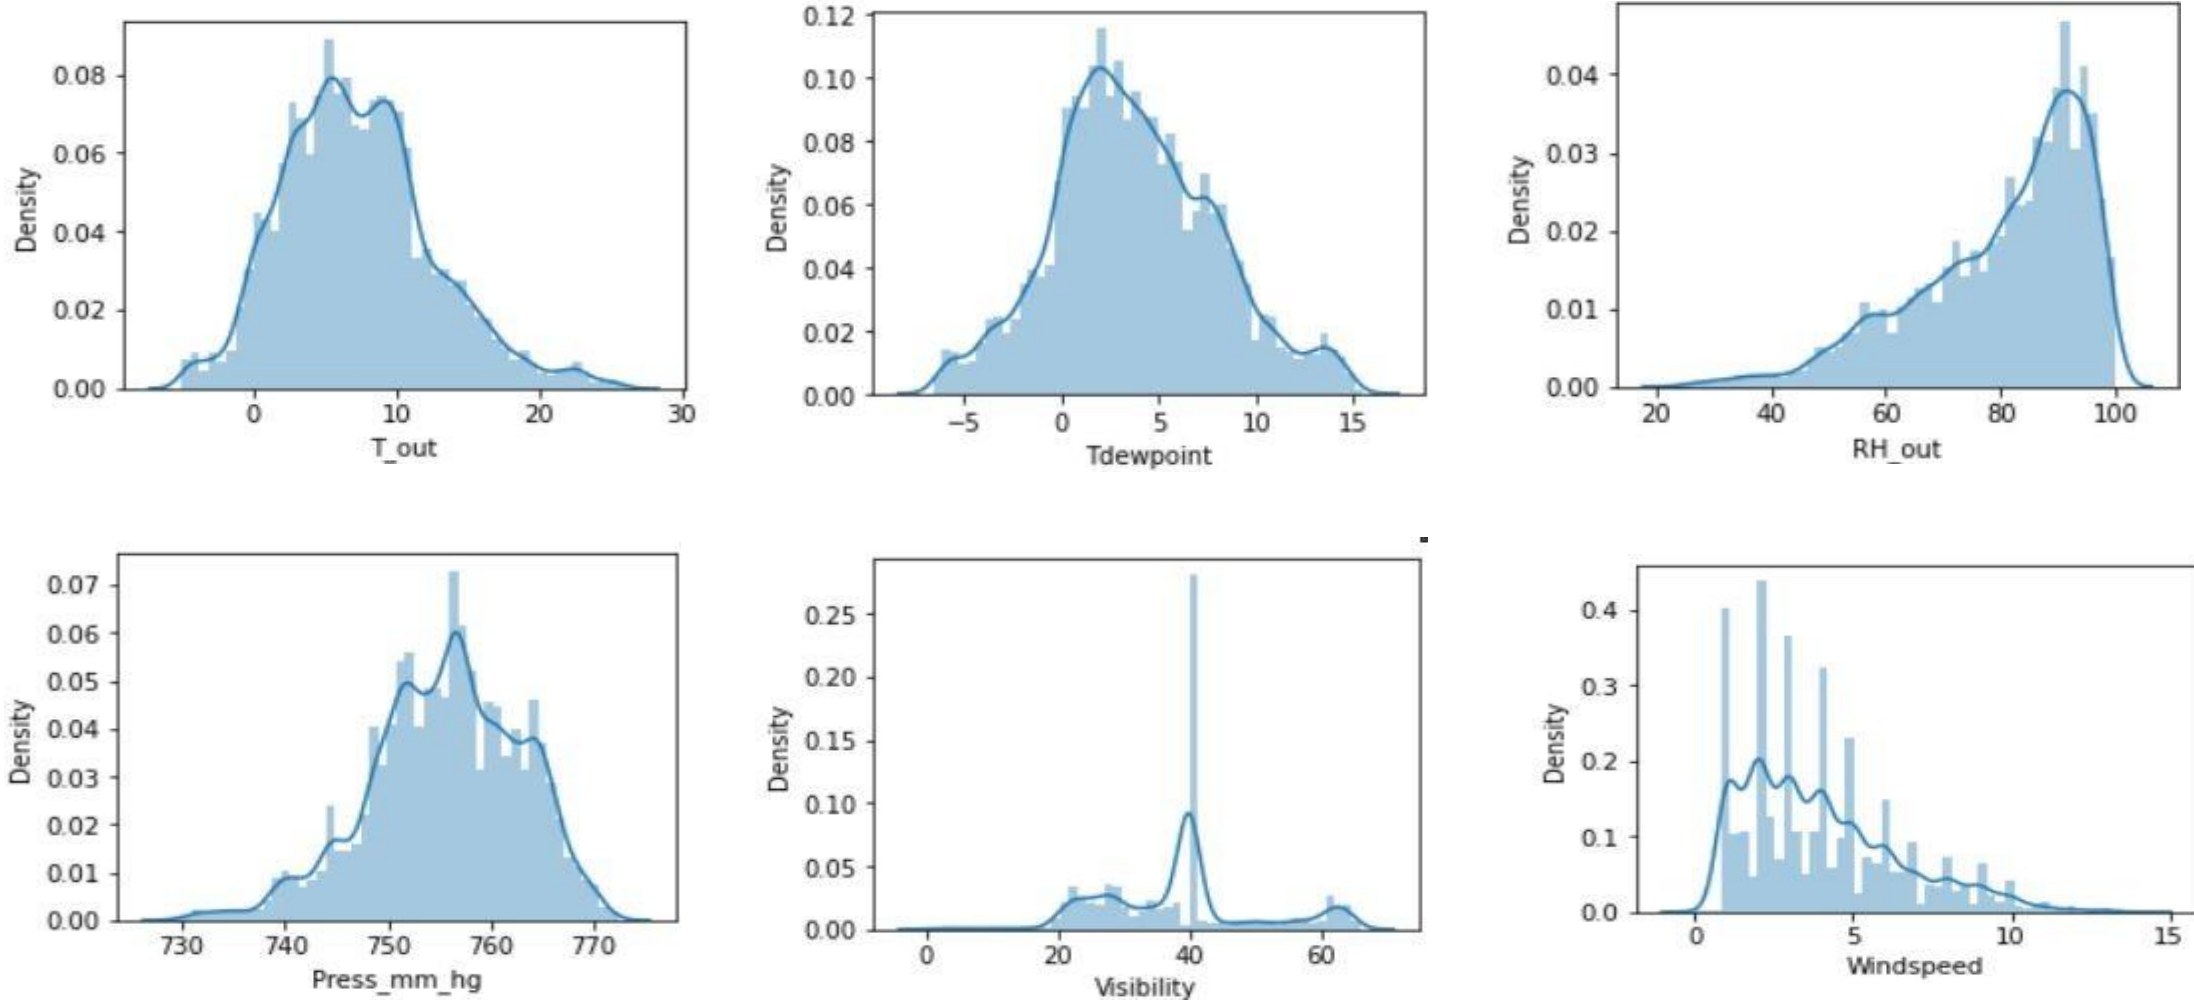 Density
0.08
0.06
0.04
0.02
0.00
0 10 20 30
T_out
Density
0.12
0.10
0.08
0.06
0.04
0.02
0.00
−5 0 5 10 15
Tdewpoint
Density
0.04
0.03
0.02
0.01
0.00
20 40 60 80 100
RH_out
Density
0.07
0.06
0.05
0.04
0.03
0.02
0.01
0.00
730 740 750 760 770
Press_mm_hg
Density
0.25
0.20
0.15
0.10
0.05
0.00
0 20 40 60
Visibility
Density
0.4
0.3
0.2
0.1
0.0
0 5 10 15
Windspeed